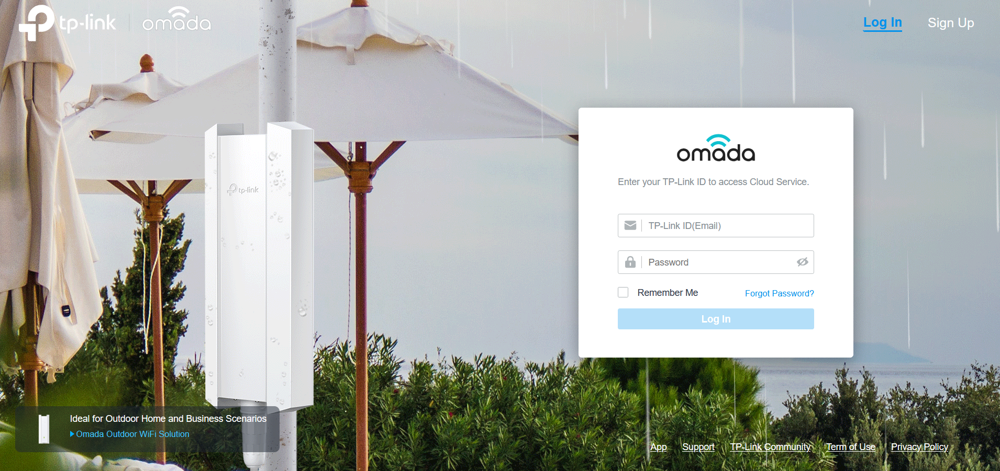 tp-link | omada
Log In
Sign Up
tp-link
omada
Enter your TP-Link ID to access Cloud Service.
TP-Link ID(Email)
Password
Remember Me
Forgot Password?
Log In
Ideal for Outdoor Home and Business Scenarios
Omada Outdoor WiFi Solution
App
Support
TP-Link Community
Term of Use
Privacy Policy